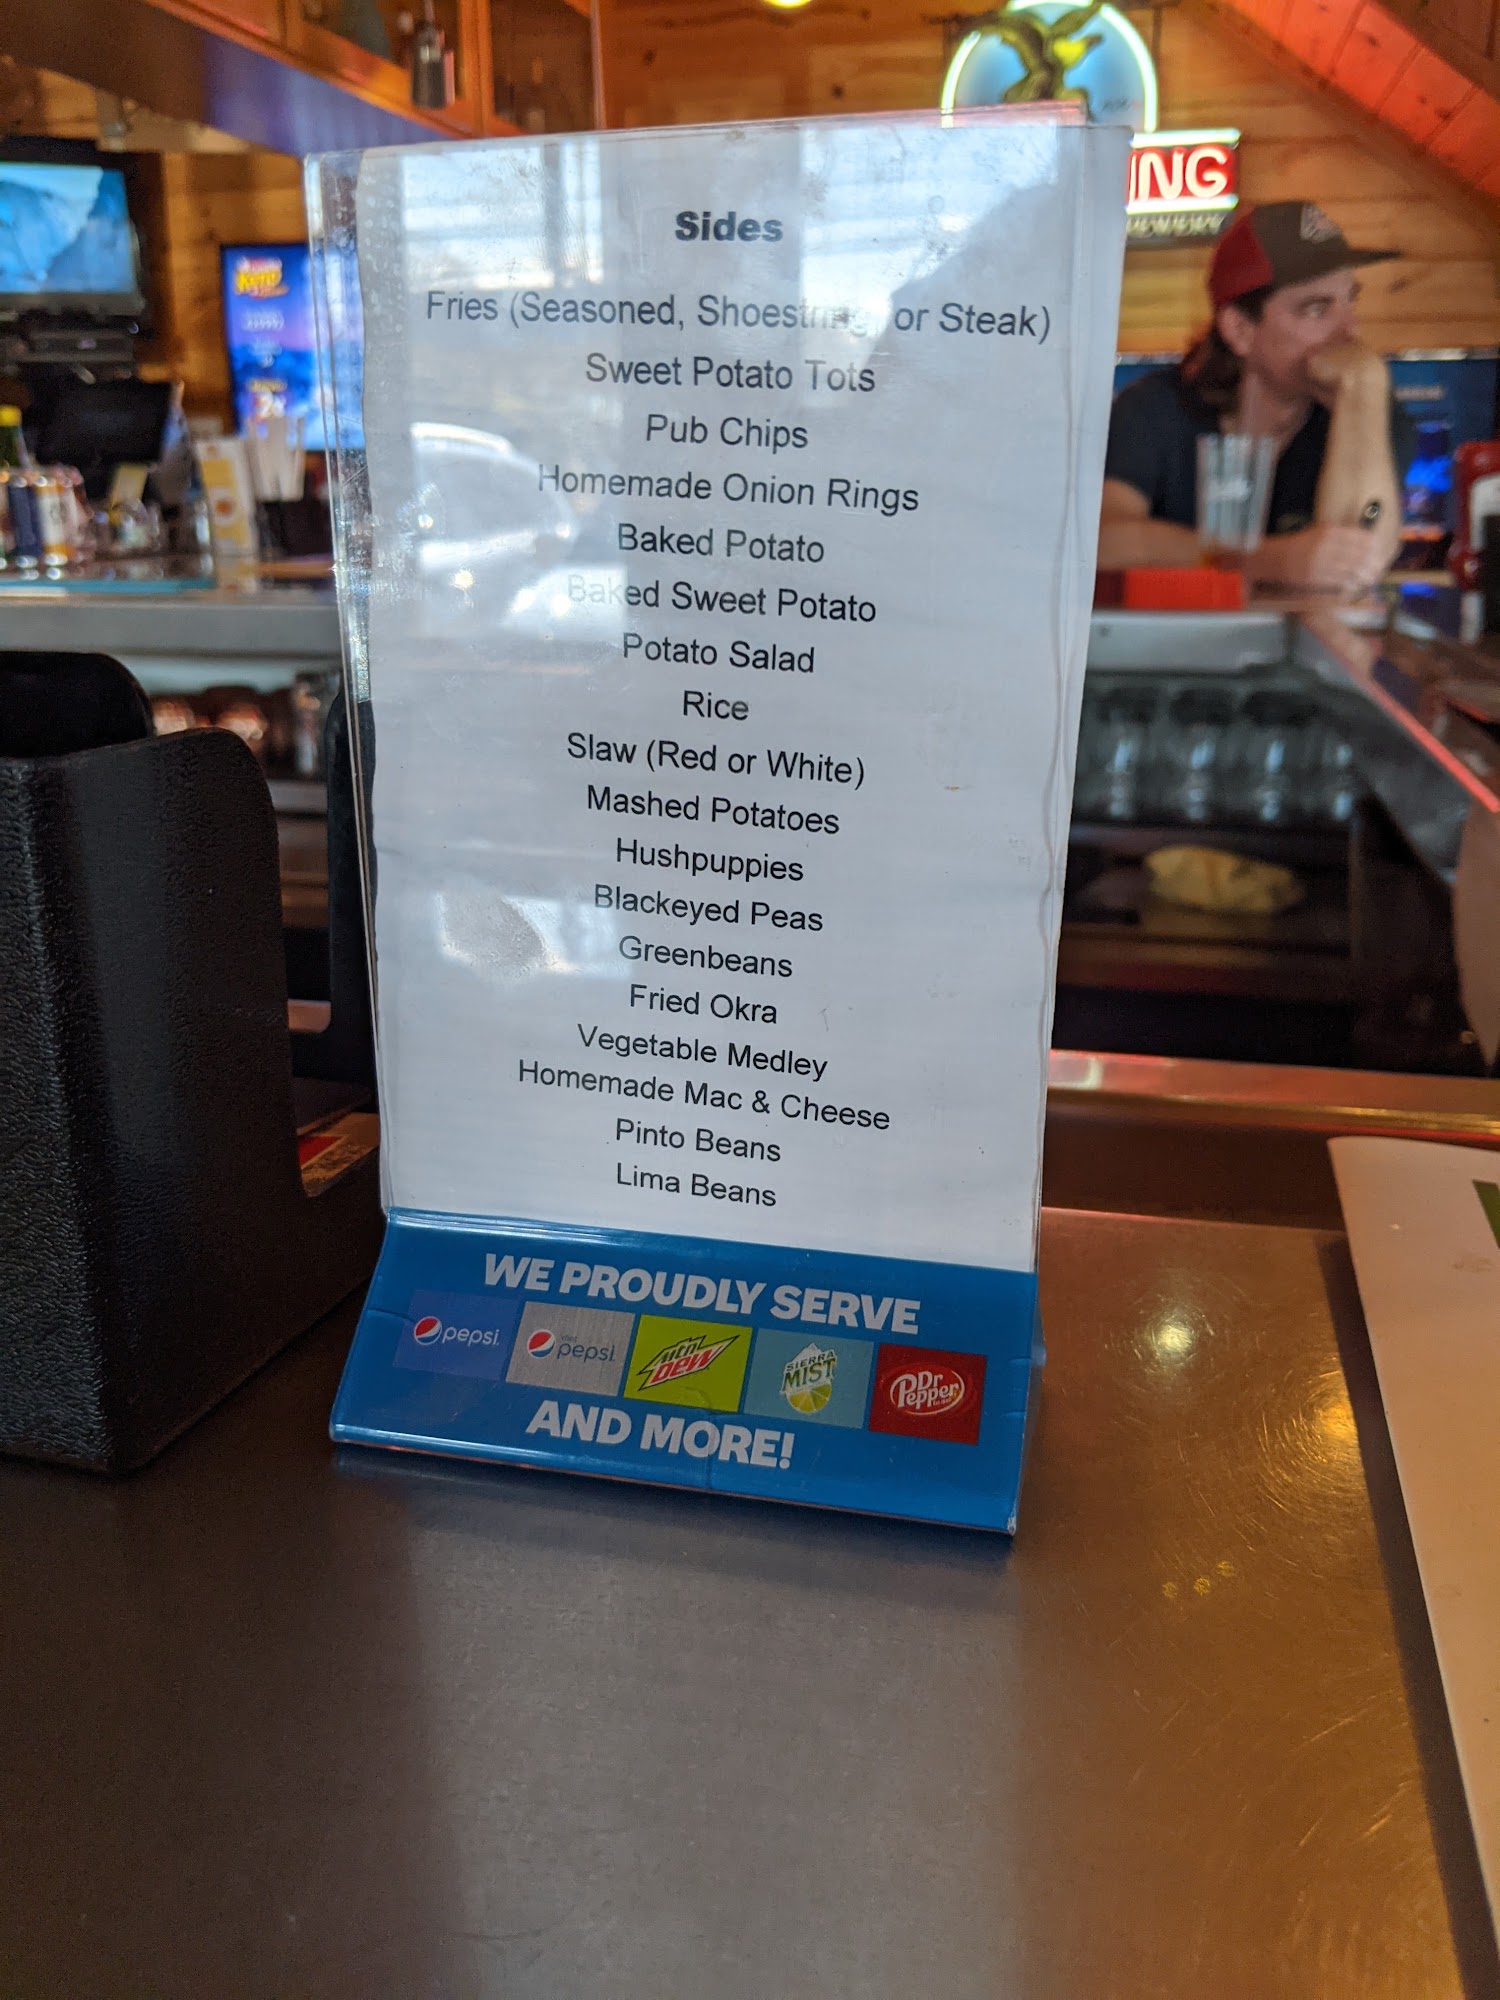 ING
Sides
Fries (Seasoned, Shoestring, or Steak)
Sweet Potato Tots
Pub Chips
Homemade Onion Rings
Baked Potato
Baked Sweet Potato
Potato Salad
Rice
Slaw (Red or White)
Mashed Potatoes
Hushpuppies
Blackeyed Peas
Greenbeans
Fried Okra
Vegetable Medley
Homemade Mac & Cheese
Pinto Beans
Lima Beans
WE PROUDLY SERVE
pepsi
diet pepsi
mtn DEW
SIERRA MIST
Dr Pepper
AND MORE!